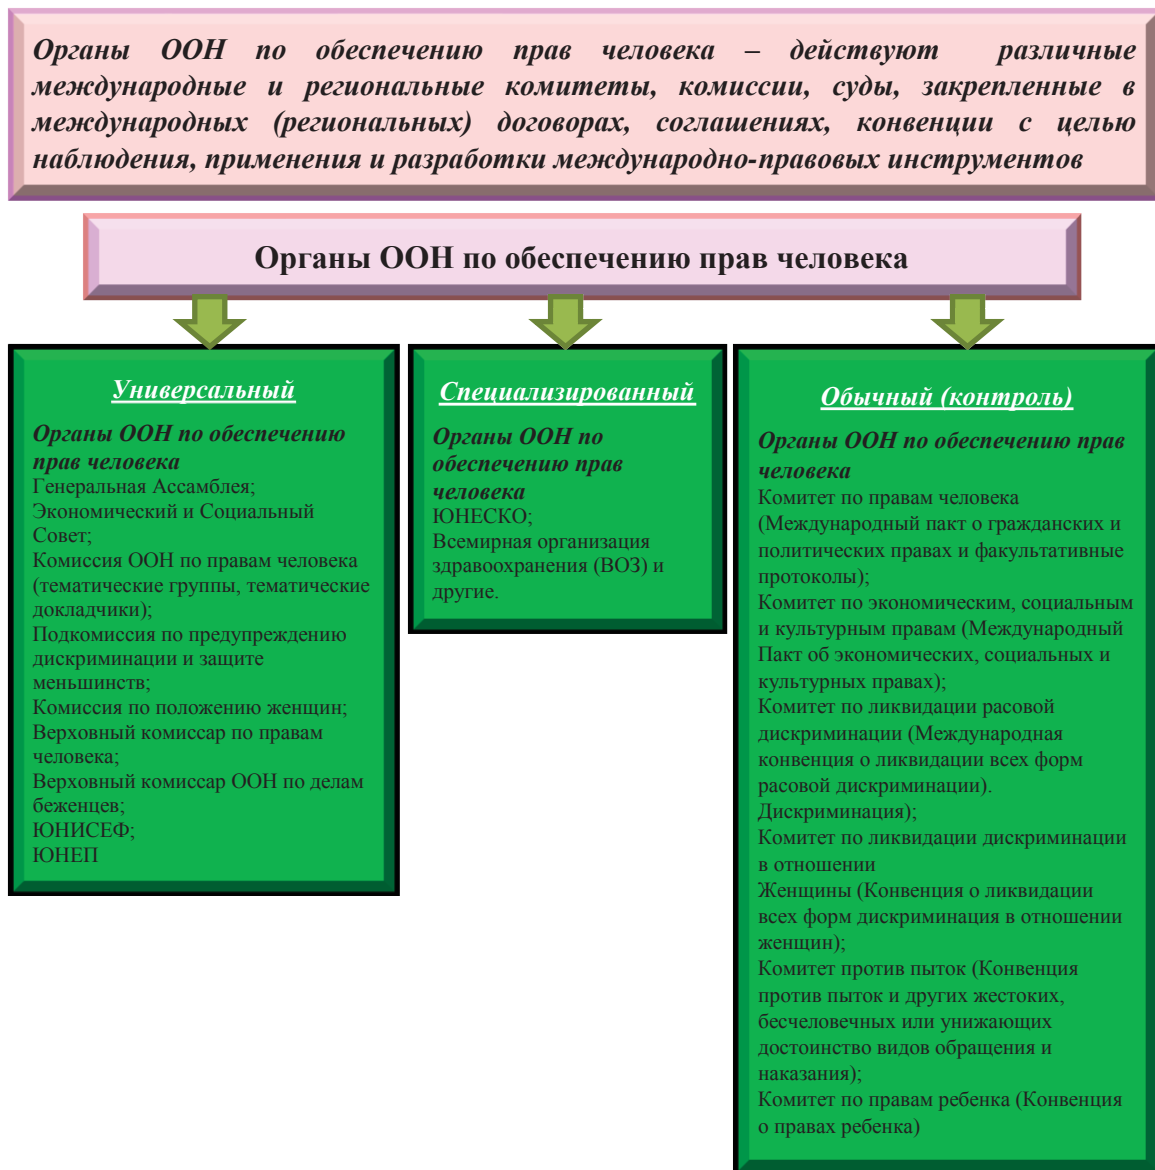 Органы ООН по обеспечению прав человека – действуют различные
международные и региональные комитеты, комиссии, суды, закрепленные в
международных (региональных) договорах, соглашениях, конвенции с целью
наблюдения, применения и разработки международно-правовых инструментов
Органы ООН по обеспечению прав человека
Универсальный
Органы ООН по обеспечению
прав человека
Генеральная Ассамблея;
Экономический и Социальный
Совет;
Комиссия ООН по правам человека
(тематические группы, тематические
докладчики);
Подкомиссия по предупреждению
дискриминации и защите
меньшинств;
Комиссия по положению женщин;
Верховный комиссар по правам
человека;
Верховный комиссар ООН по делам
беженцев;
ЮНИСЕФ;
ЮНЕП
Специализированный
Органы ООН по
обеспечению прав
человека
ЮНЕСКО;
Всемирная организация
здравоохранения (ВОЗ) и
другие.
Обычный (контроль)
Органы ООН по обеспечению прав
человека
Комитет по правам человека
(Международный пакт о гражданских и
политических правах и факультативные
протоколы);
Комитет по экономическим, социальным
и культурным правам (Международный
Пакт об экономических, социальных и
культурных правах);
Комитет по ликвидации расовой
дискриминации (Международная
конвенция о ликвидации всех форм
расовой дискриминации).
Дискриминация);
Комитет по ликвидации дискриминации
в отношении
Женщины (Конвенция о ликвидации
всех форм дискриминация в отношении
женщин);
Комитет против пыток (Конвенция
против пыток и других жестоких,
бесчеловечных или унижающих
достоинство видов обращения и
наказания);
Комитет по правам ребенка (Конвенция
о правах ребенка)